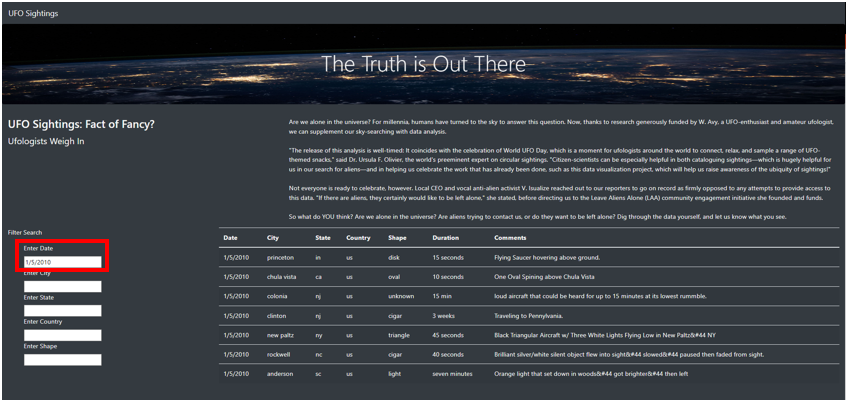 UFO Sightings
The Truth is Out There
UFO Sightings: Fact of Fancy?
Ufologists Weigh In
Are we alone in the universe? For millennia, humans have turned to the sky to answer this question. Now, thanks to research generously funded by W. Avy, a UFO-enthusiast and amateur ufologist,
we can supplement our sky-searching with data analysis.
"The release of this analysis is well-timed: It coincides with the celebration of World UFO Day, which is a moment for ufologists around the world to connect, relax, and sample a range of UFO-
themed snacks," said Dr. Ursula F. Olivier, the world's preeminent expert on circular sightings. "Citizen-scientists can be especially helpful in both cataloguing sightings—which is hugely helpful for
us in our search for aliens—and in helping us celebrate the work that has already been done, such as this data visualization project, which will help us raise awareness of the ubiquity of sightings!"
Not everyone is ready to celebrate, however. Local CEO and vocal anti-alien activist V. Isualize reached out to our reporters to go on record as firmly opposed to any attempts to provide access to
this data. "If there are aliens, they certainly would like to be left alone," she stated, before directing us to the Leave Aliens Alone (LAA) community engagement initiative she founded and funds.
So what do YOU think? Are we alone in the universe? Are aliens trying to contact us, or do they want to be left alone? Dig through the data yourself, and let us know what you see.
Filter Search
Enter Date
1/5/2010
Enter City
Enter State
Enter Country
Enter Shape
Date City State Country Shape Duration Comments
1/5/2010 princeton in us disk 15 seconds Flying Saucer hovering above ground.
1/5/2010 chula vista ca us oval 10 seconds One Oval Spining above Chula Vista
1/5/2010 colonia nj us unknown 15 min loud aircraft that could be heard for up to 15 minutes at its lowest rummble.
1/5/2010 clinton nj us cigar 3 weeks Traveling to Pennsylvania.
1/5/2010 new paltz ny us triangle 45 seconds Black Triangular Aircraft w/ Three White Lights Flying Low in New Paltz&#44 NY
1/5/2010 rockwell nc us cigar 40 seconds Brilliant silver/white silent object flew into sight&#44 slowed&#44 paused then faded from sight.
1/5/2010 anderson sc us light seven minutes Orange light that set down in woods&#44 got brighter&#44 then left